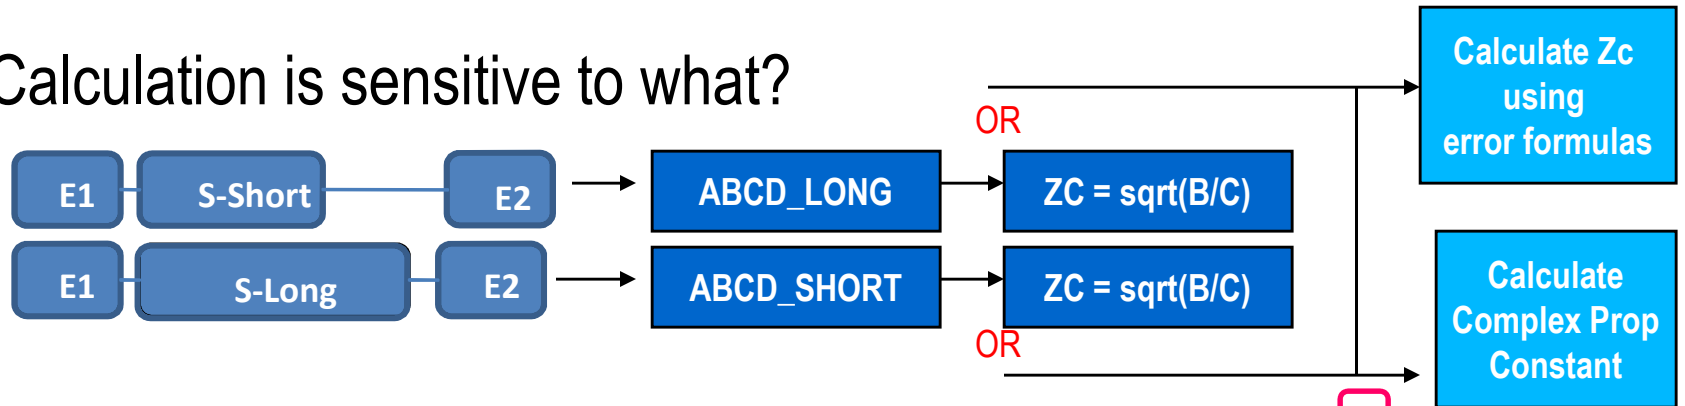 Calculation is sensitive to what?
Calculate Zc
using
error formulas
OR
E1
S-Short
E2
ABCD_LONG
ZC = sqrt(B/C)
E1
S-Long
E2
ABCD_SHORT
ZC = sqrt(B/C)
Calculate
Complex Prop
Constant
OR